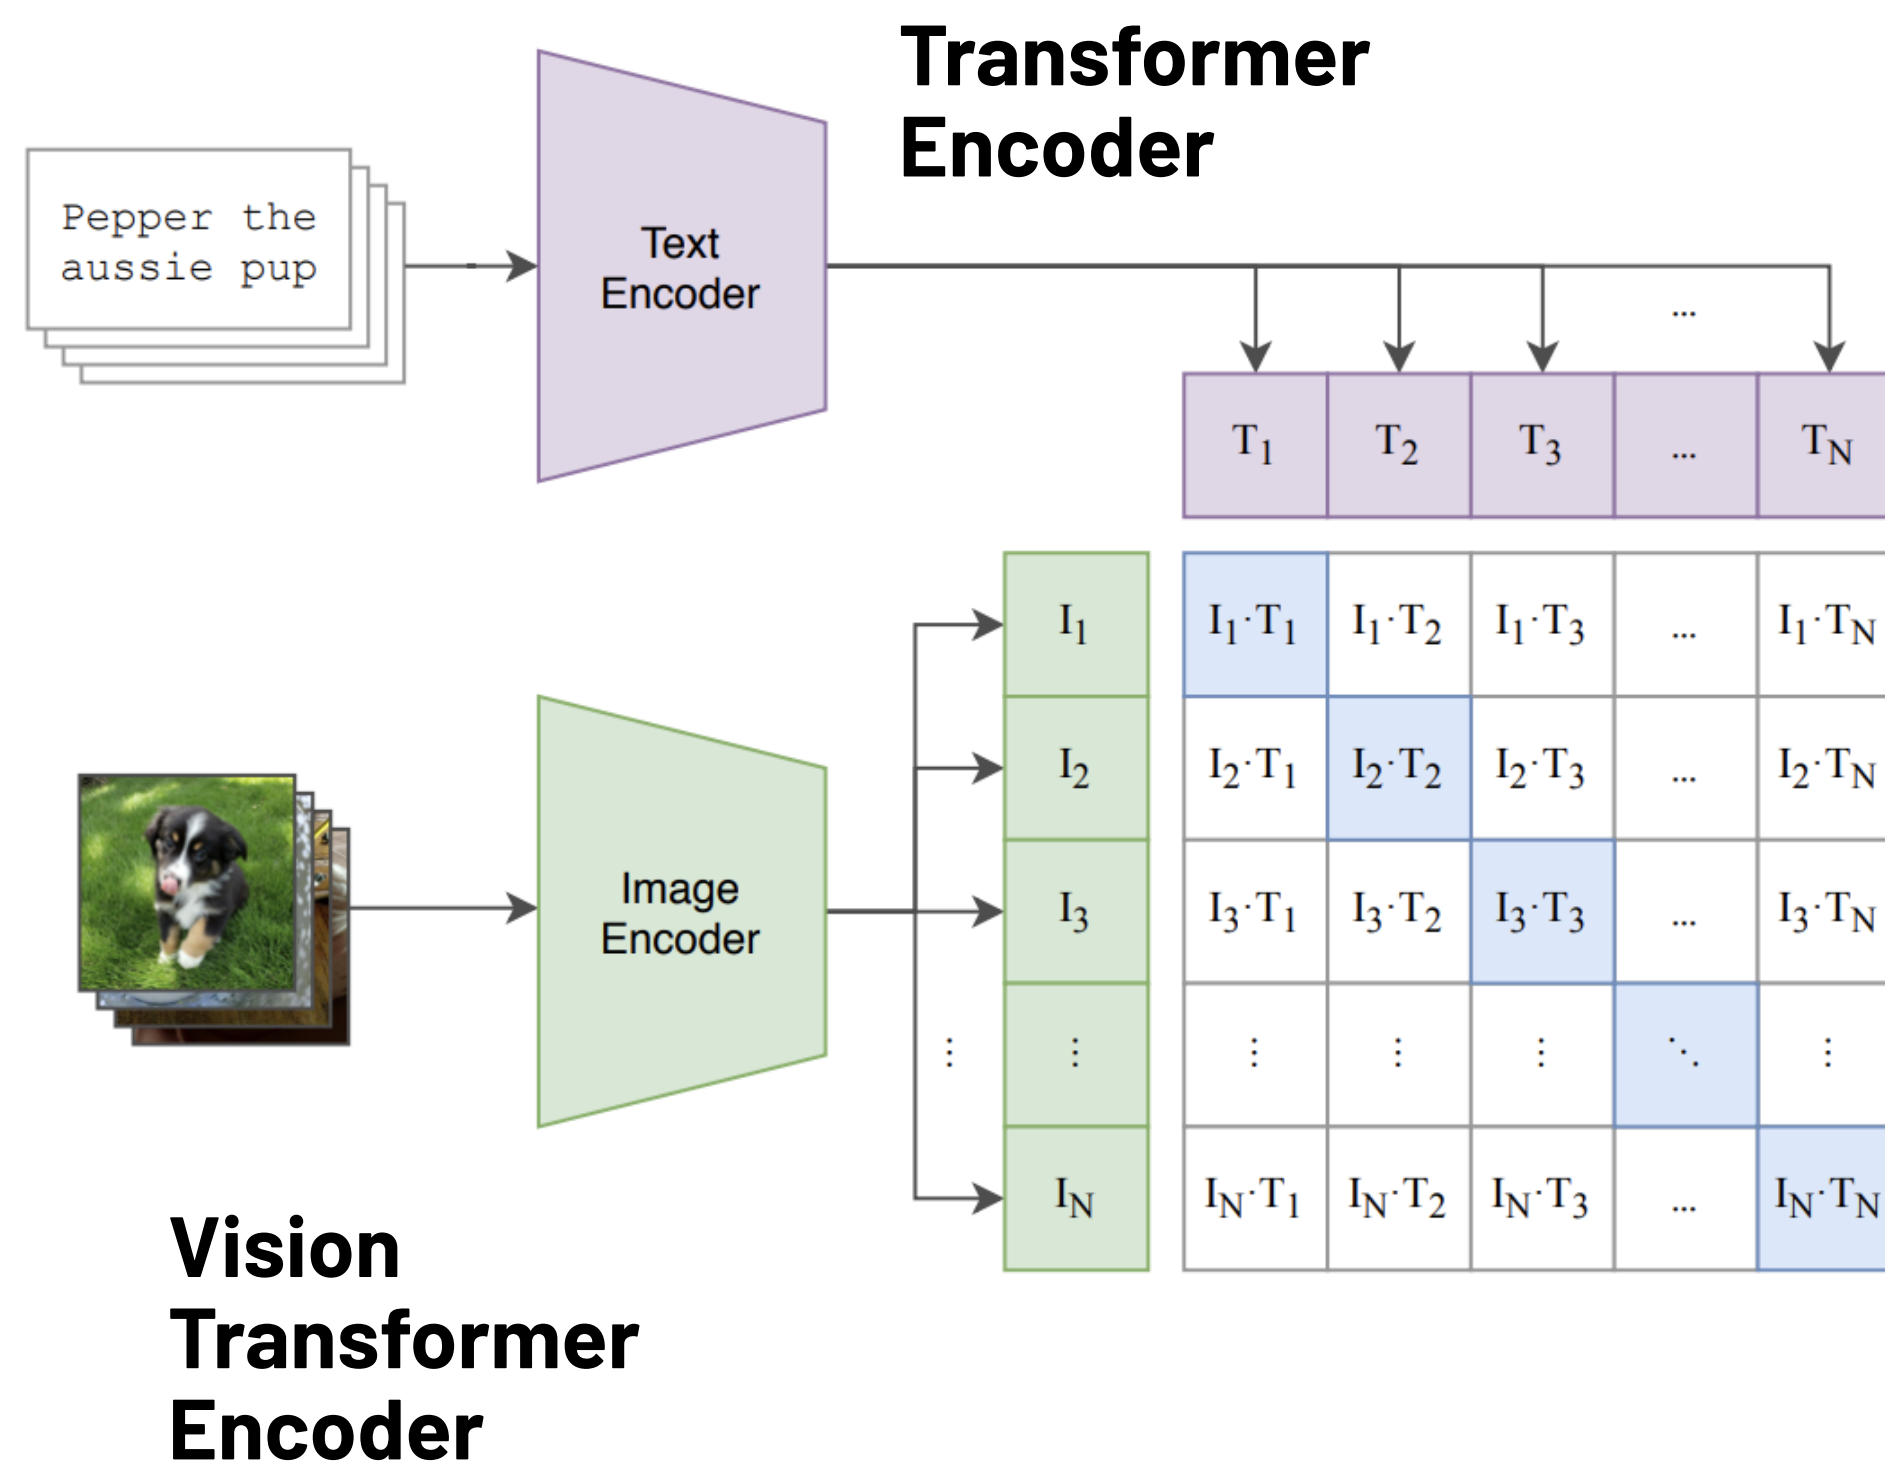 Transformer
Encoder
Pepper the
aussie pup
Text
Encoder
...
T1 T2 T3 ... TN
I1 I1·T1 I1·T2 I1·T3 ... I1·TN
I2 I2·T1 I2·T2 I2·T3 ... I2·TN
Image
Encoder
I3 I3·T1 I3·T2 I3·T3 ... I3·TN
⋮ ⋮ ⋮ ⋮ ⋮ ⋱ ⋮
IN IN·T1 IN·T2 IN·T3 ... IN·TN
Vision
Transformer
Encoder